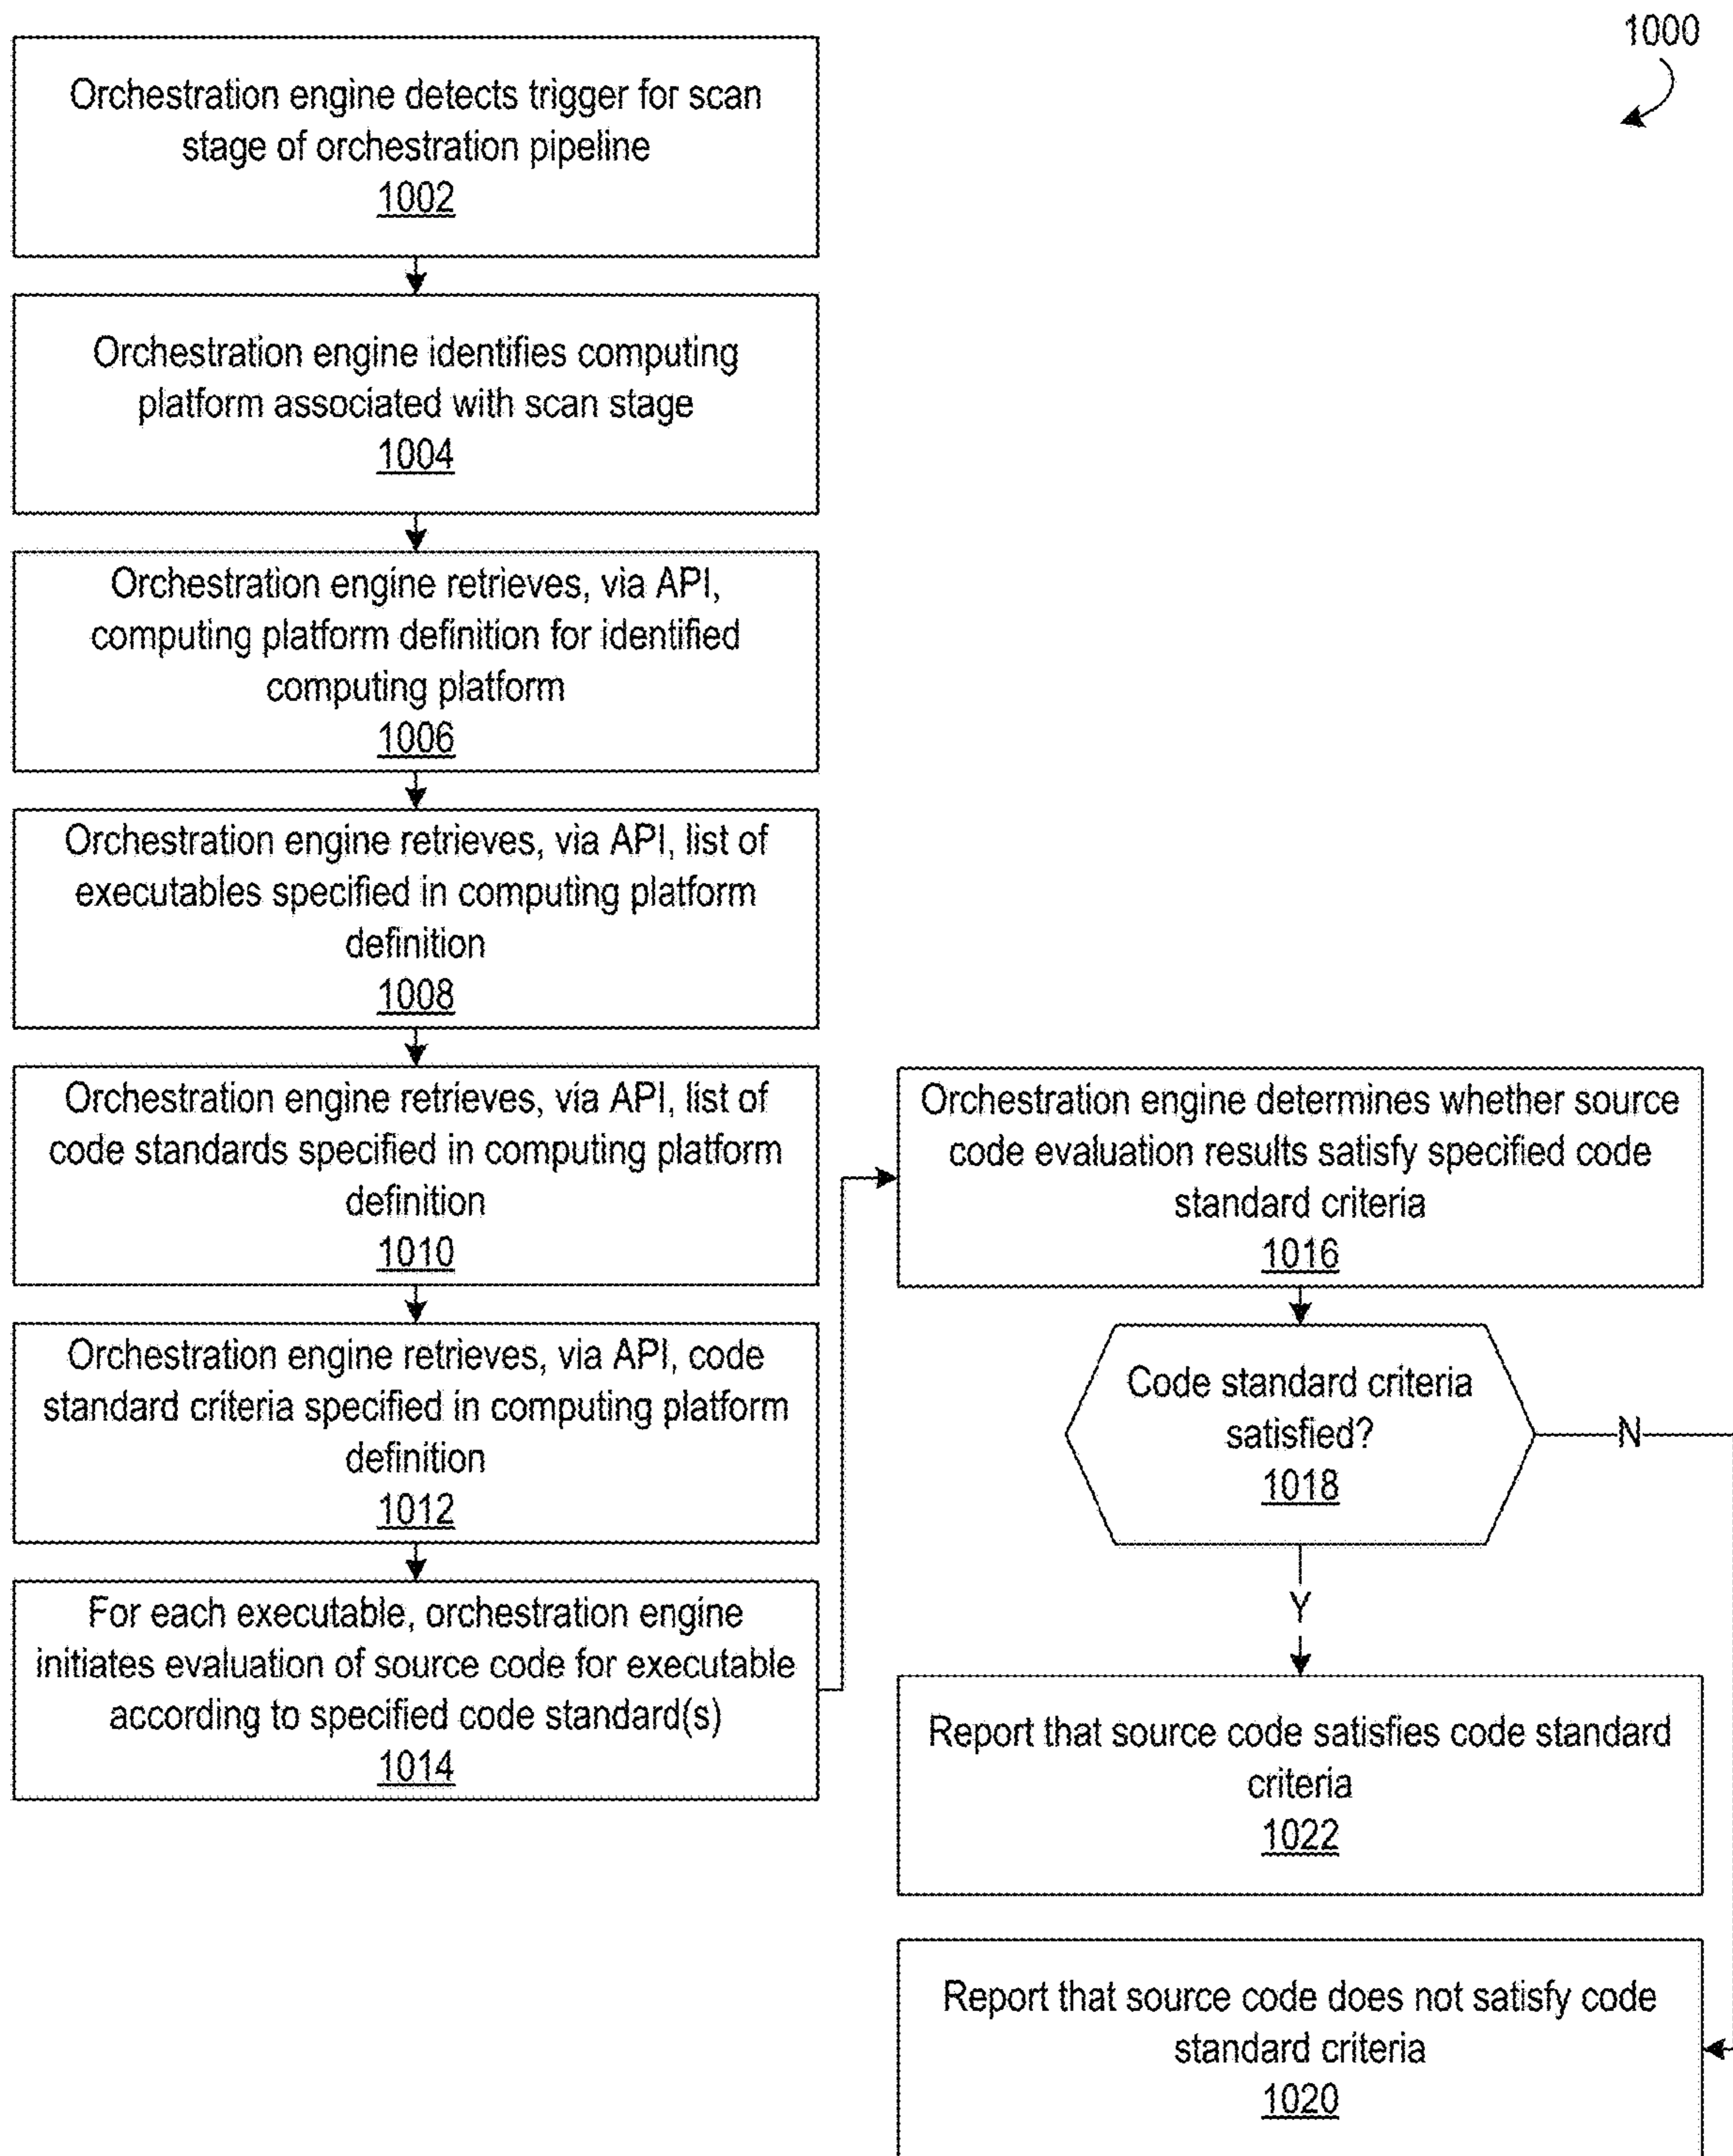 1000
Orchestration engine detects trigger for scan
stage of orchestration pipeline
1002
Orchestration engine identifies computing
platform associated with scan stage
1004
Orchestration engine retrieves, via API,
computing platform definition for identified
computing platform
1006
Orchestration engine retrieves, via API, list of
executables specified in computing platform
definition
1008
Orchestration engine retrieves, via API, list of
code standards specified in computing platform
definition
1010
Orchestration engine retrieves, via API, code
standard criteria specified in computing platform
definition
1012
For each executable, orchestration engine
initiates evaluation of source code for executable
according to specified code standard(s)
1014
Orchestration engine determines whether source
code evaluation results satisfy specified code
standard criteria
1016
Code standard criteria
satisfied?
1018
N
Y
Report that source code satisfies code standard
criteria
1022
Report that source code does not satisfy code
standard criteria
1020